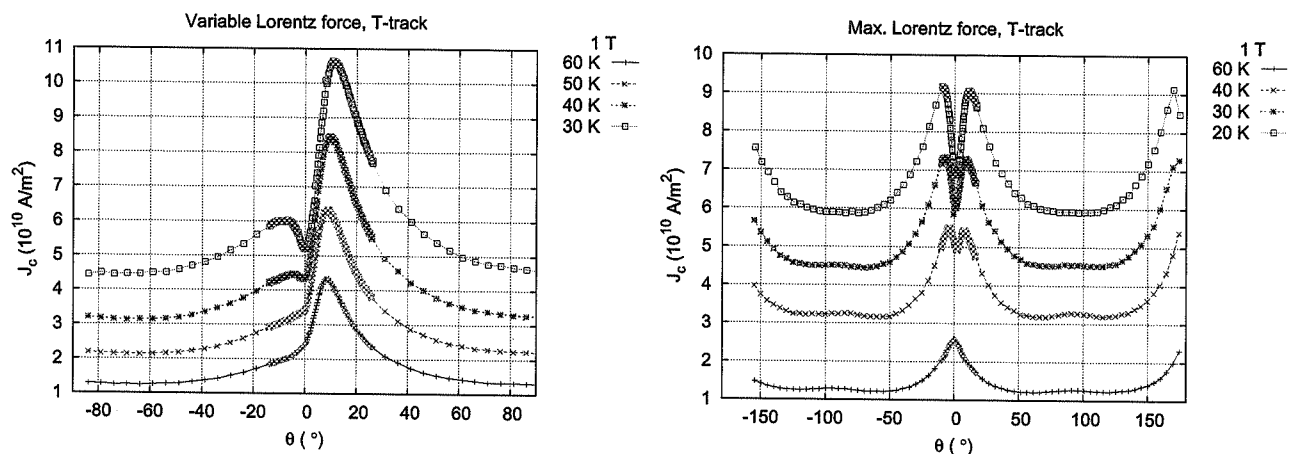 Variable Lorentz force, T-track
11
10
9
8
7
6
5
4
3
2
1
J_c (10^10 A/m^2)
-80 -60 -40 -20 0 20 40 60 80
θ ( °)
1 T
60 K
50 K
40 K
30 K
Max. Lorentz force, T-track
10
9
8
7
6
5
4
3
2
1
J_c (10^10 A/m^2)
-150 -100 -50 0 50 100 150
θ ( °)
1 T
60 K
40 K
30 K
20 K